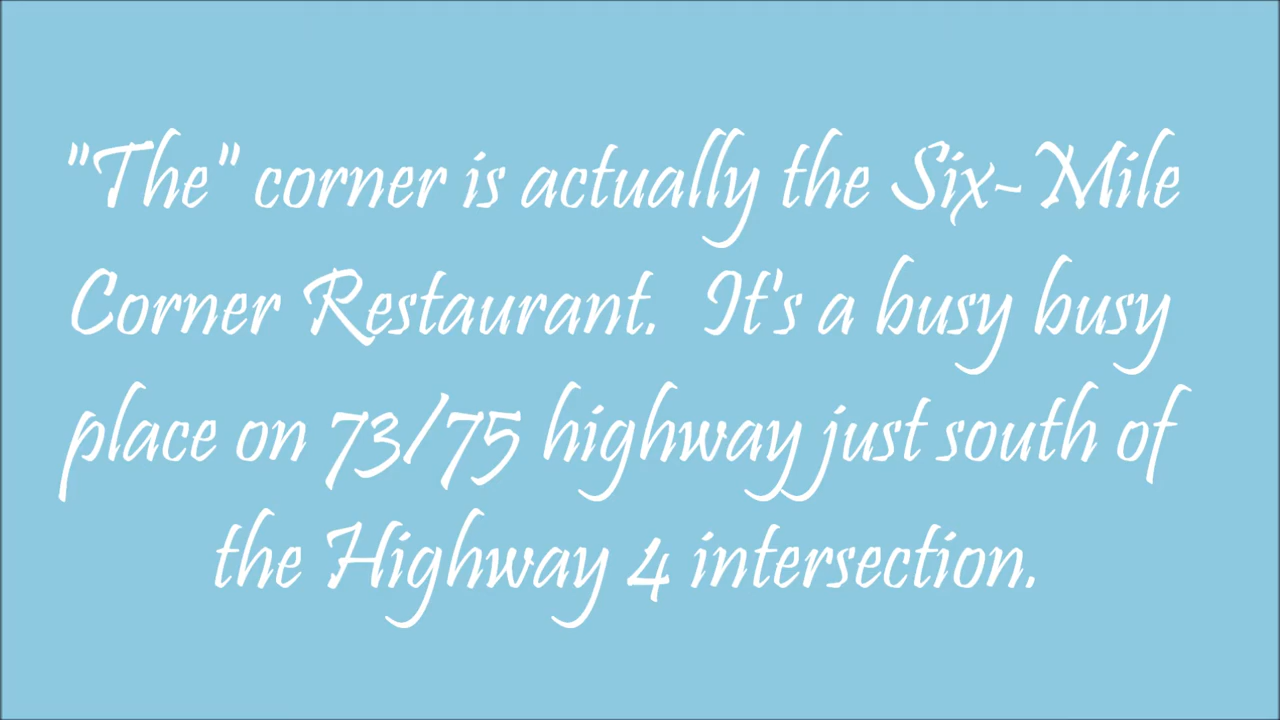 "The" corner is actually the Six-Mile
Corner Restaurant.  It's a busy busy
place on 73/75 highway just south of
the Highway 4 intersection.